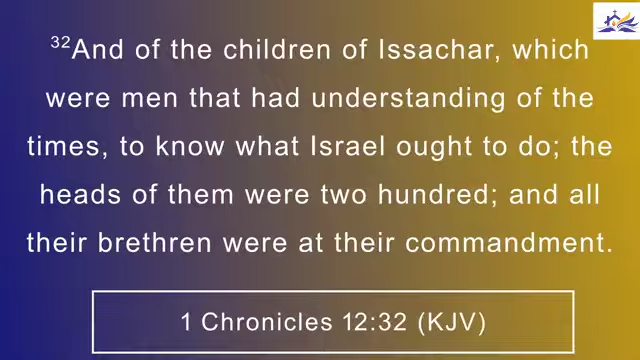 32And of the children of Issachar, which
were men that had understanding of the
times, to know what Israel ought to do; the
heads of them were two hundred; and all
their brethren were at their commandment.
1 Chronicles 12:32 (KJV)